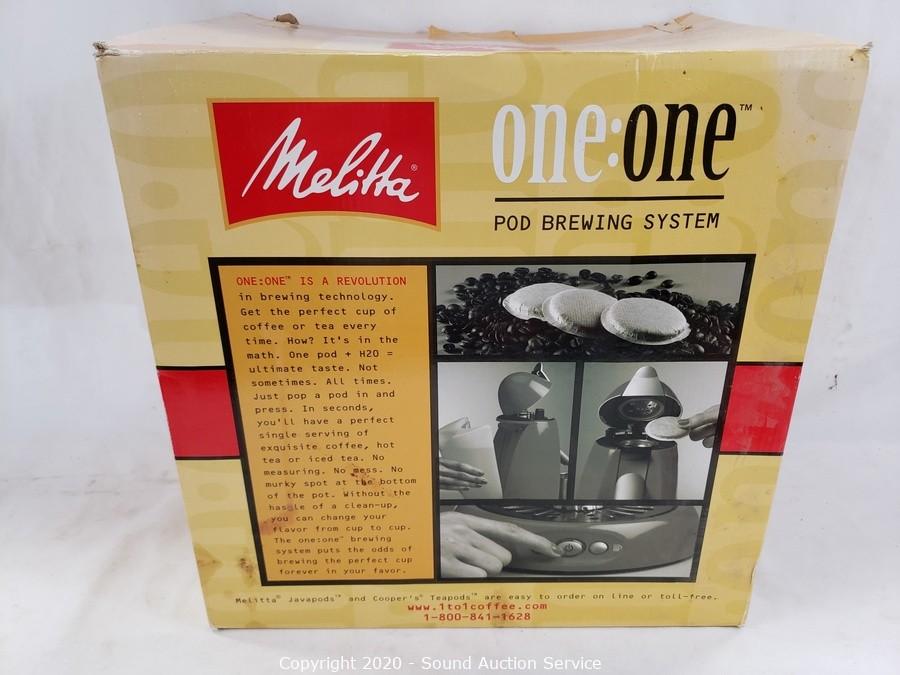 Melitta®
one:one™
POD BREWING SYSTEM
ONE:ONE™ IS A REVOLUTION
in brewing technology.
Get the perfect cup of
coffee or tea every
time. How? It's in the
math. One pod + H2O =
ultimate taste. Not
sometimes. All times.
Just pop a pod in and
press. In seconds,
you'll have a perfect
single serving of
exquisite coffee, hot
tea or iced tea. No
measuring. No mess. No
murky spot at the bottom
of the pot. Without the
hassle of a clean-up,
you can change your
flavor from cup to cup.
The one:one™ brewing
system puts the odds of
brewing the perfect cup
forever in your favor.
Melitta® Javapods™ and Cooper's® Teapods™ are easy to order on line or toll-free.
www.1to1coffee.com
1-800-841-1628
Copyright 2020 - Sound Auction Service